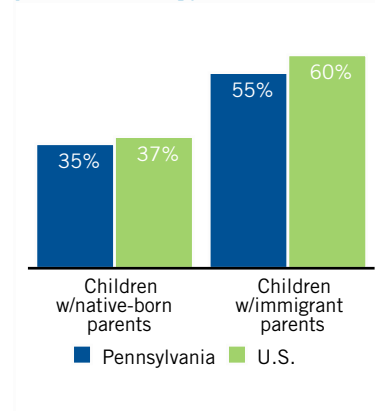 60%
55%
35%
37%
Children
w/native-born
parents
Children
w/immigrant
parents
Pennsylvania
U.S.